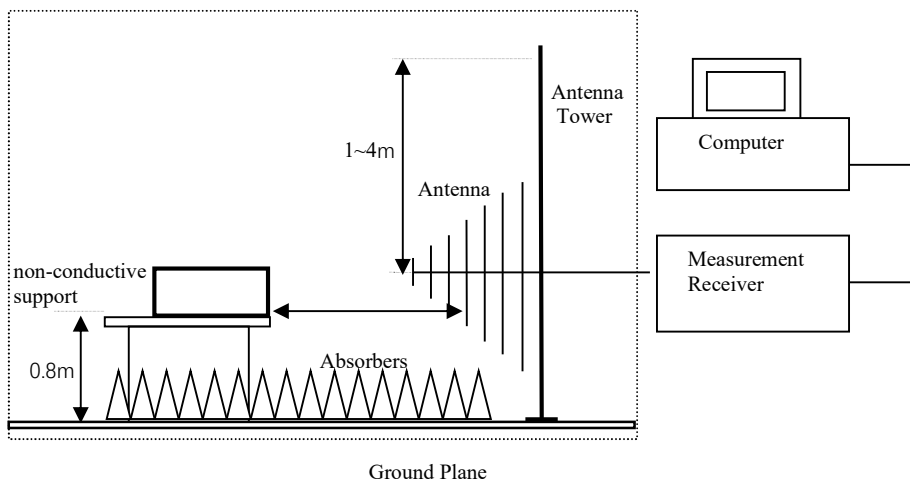 Antenna
Tower
Computer
1~4m
Antenna
non-conductive
support
Measurement
Receiver
0.8m
Absorbers
Ground Plane